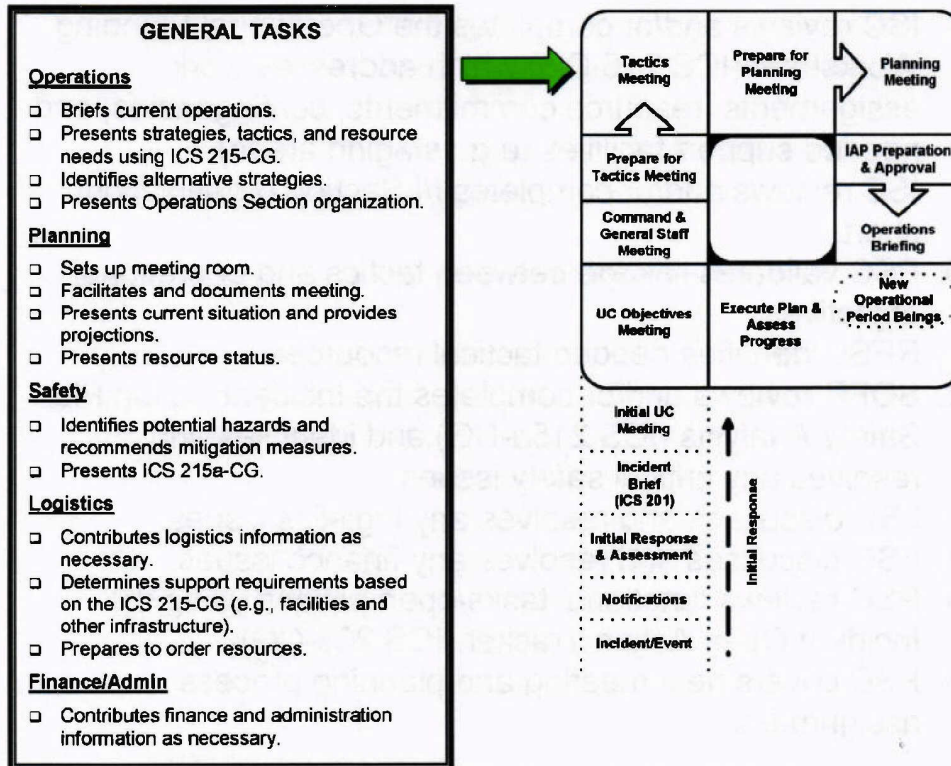 GENERAL TASKS
Operations
❑ Briefs current operations.
❑ Presents strategies, tactics, and resource
needs using ICS 215-CG.
❑ Identifies alternative strategies.
❑ Presents Operations Section organization.
Planning
❑ Sets up meeting room.
❑ Facilitates and documents meeting.
❑ Presents current situation and provides
projections.
❑ Presents resource status.
Safety
❑ Identifies potential hazards and
recommends mitigation measures.
❑ Presents ICS 215a-CG.
Logistics
❑ Contributes logistics information as
necessary.
❑ Determines support requirements based
on the ICS 215-CG (e.g., facilities and
other infrastructure).
❑ Prepares to order resources.
Finance/Admin
❑ Contributes finance and administration
information as necessary.
Tactics
Meeting
Prepare for
Planning
Meeting
Planning
Meeting
Prepare for
Tactics Meeting
IAP Preparation
& Approval
Command &
General Staff
Meeting
Operations
Briefing
UC Objectives
Meeting
Execute Plan &
Assess
Progress
New
Operational
Period Beings
Initial UC
Meeting
Incident
Brief
(ICS 201)
Initial Response
& Assessment
Notifications
Incident/Event
Initial Response